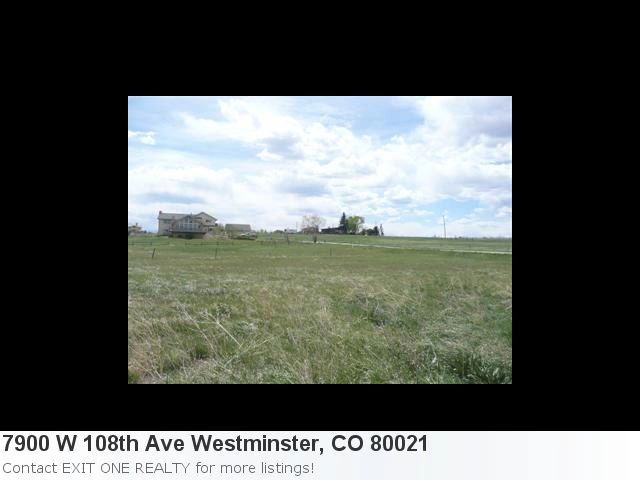 7900 W 108th Ave Westminster, CO 80021
Contact EXIT ONE REALTY for more listings!